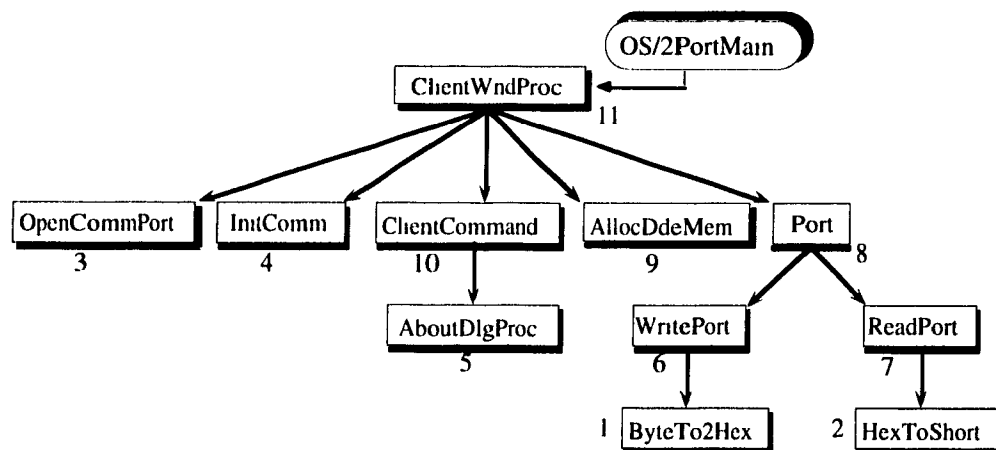 OS/2PortMain
ClientWndProc
11
OpenCommPort
InitComm
ClientCommand
AllocDdeMem
Port
3
4
10
9
8
AboutDlgProc
WritePort
ReadPort
5
6
7
1
ByteTo2Hex
2
HexToShort